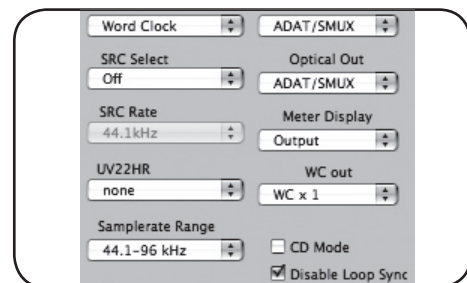 Word Clock
ADAT/SMUX
SRC Select
Optical Out
Off
ADAT/SMUX
SRC Rate
Meter Display
44.1kHz
Output
UV22HR
WC out
none
WC x 1
Samplerate Range
44.1-96 kHz
CD Mode
Disable Loop Sync